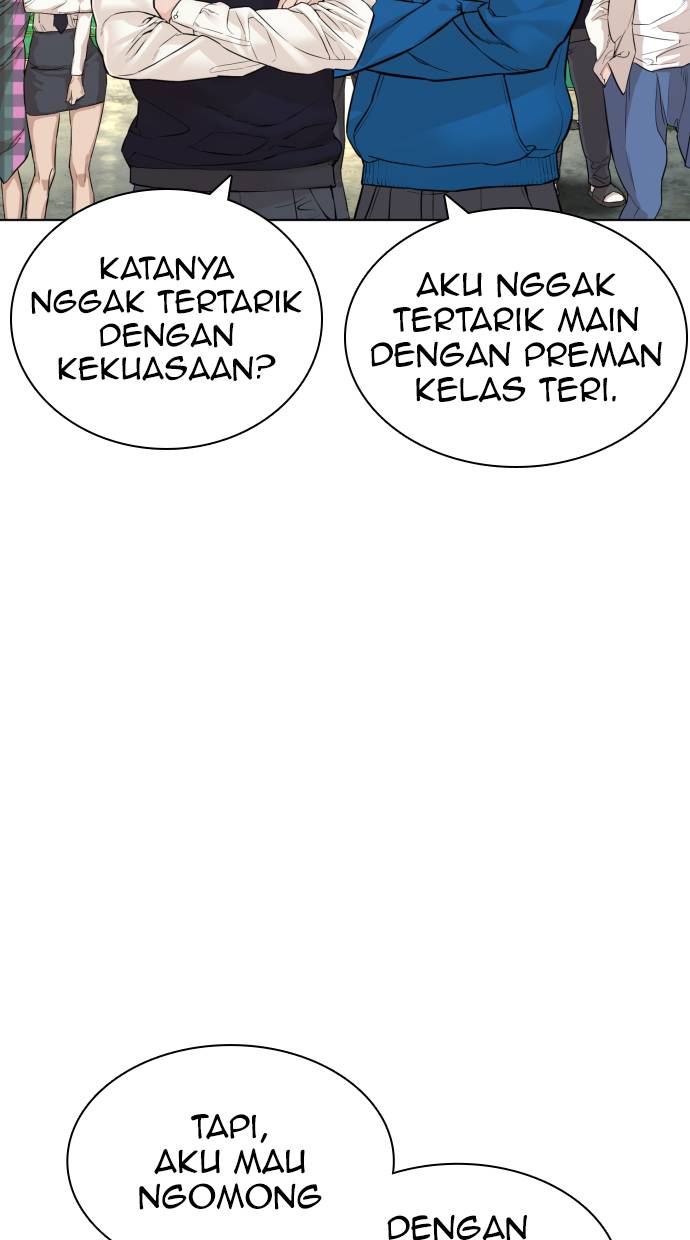 KATANYA
NGGAK TERTARIK
DENGAN
KEKUASAAN?
AKU NGGAK
TERTARIK MAIN
DENGAN PREMAN
KELAS TERI.
TAPI,
AKU MAU
NGOMONG
DENGAN